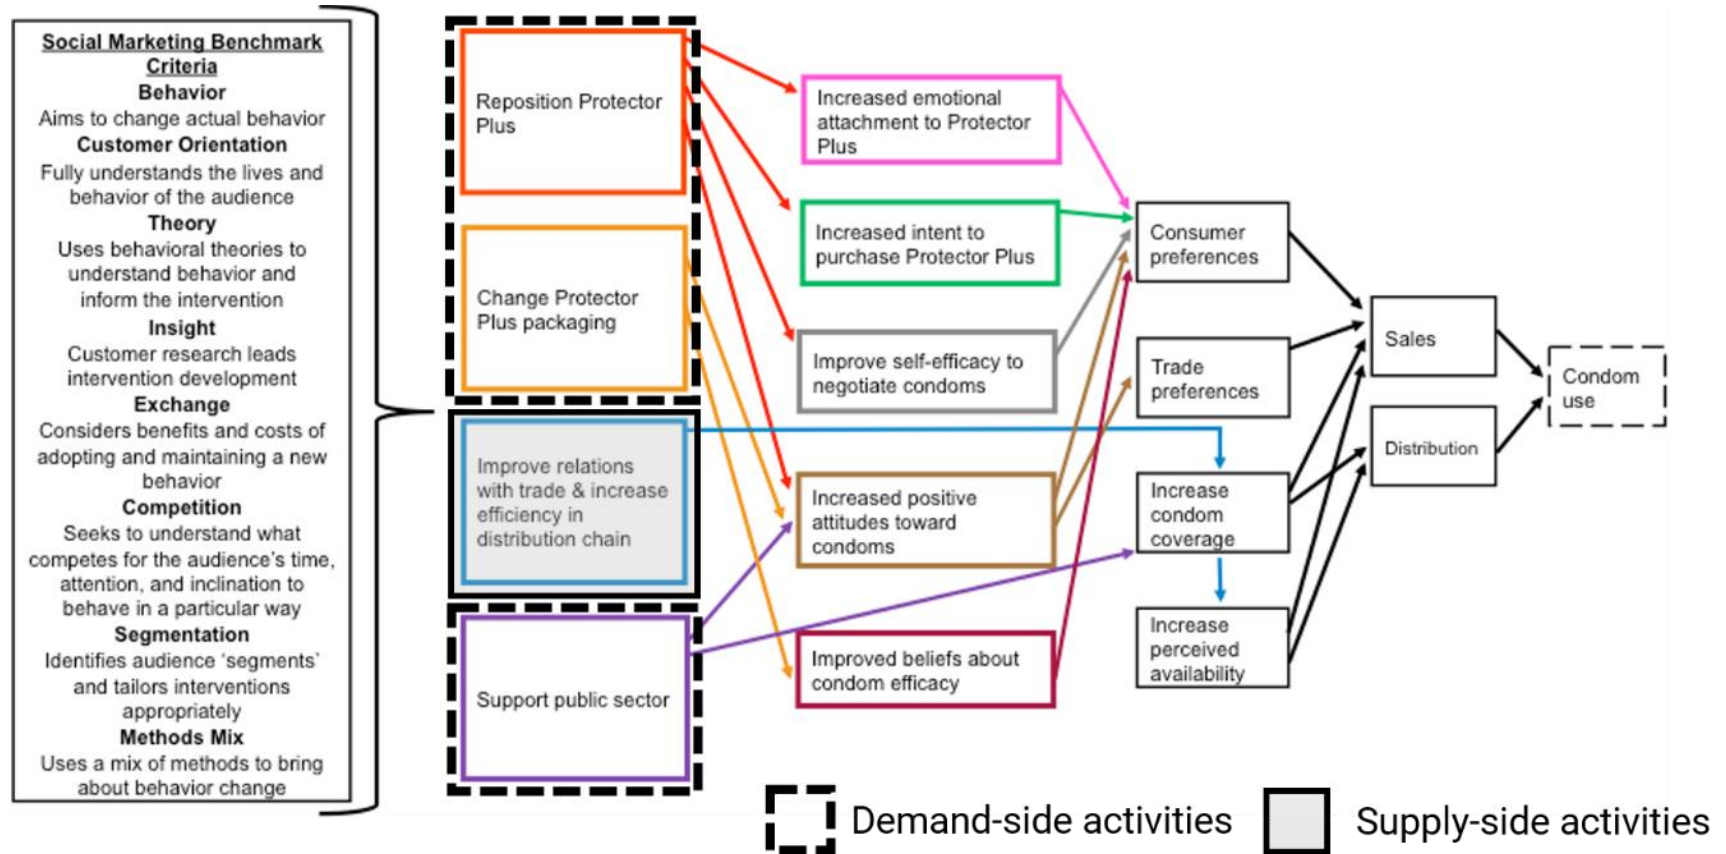 Social Marketing Benchmark
Criteria
Behavior
Aims to change actual behavior
Customer Orientation
Fully understands the lives and
behavior of the audience
Theory
Uses behavioral theories to
understand behavior and
inform the intervention
Insight
Customer research leads
intervention development
Exchange
Considers benefits and costs of
adopting and maintaining a new
behavior
Competition
Seeks to understand what
competes for the audience's time,
attention, and inclination to
behave in a particular way
Segmentation
Identifies audience 'segments'
and tailors interventions
appropriately
Methods Mix
Uses a mix of methods to bring
about behavior change
Reposition Protector
Plus
Change Protector
Plus packaging
Improve relations
with trade & increase
efficiency in
distribution chain
Support public sector
Increased emotional
attachment to Protector
Plus
Increased intent to
purchase Protector Plus
Improve self-efficacy to
negotiate condoms
Increased positive
attitudes toward
condoms
Improved beliefs about
condom efficacy
Consumer
preferences
Trade
preferences
Increase
condom
coverage
Increase
perceived
availability
Sales
Distribution
Condom
use
Demand-side activities
Supply-side activities